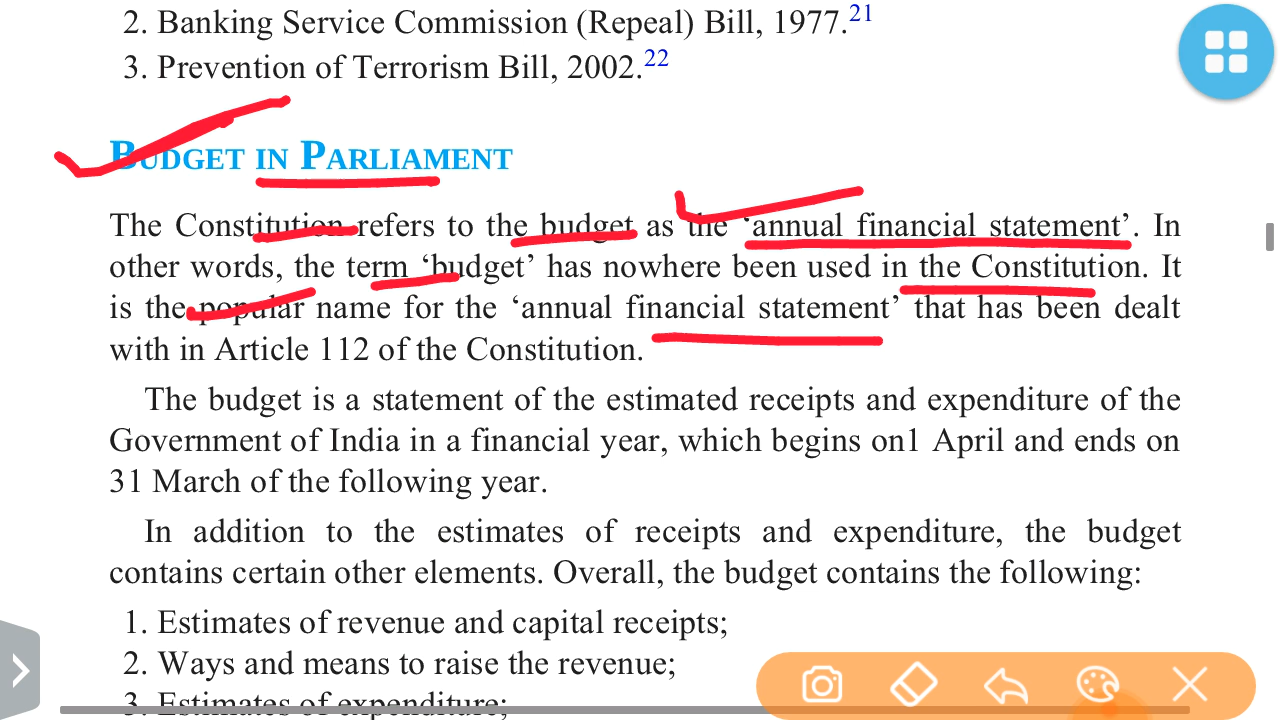 2. Banking Service Commission (Repeal) Bill, 1977.21
3. Prevention of Terrorism Bill, 2002.22
BUDGET IN PARLIAMENT
The Constitution refers to the budget as the ‘annual financial statement’. In
other words, the term ‘budget’ has nowhere been used in the Constitution. It
is the popular name for the ‘annual financial statement’ that has been dealt
with in Article 112 of the Constitution.
The budget is a statement of the estimated receipts and expenditure of the
Government of India in a financial year, which begins on1 April and ends on
31 March of the following year.
In addition to the estimates of receipts and expenditure, the budget
contains certain other elements. Overall, the budget contains the following:
1. Estimates of revenue and capital receipts;
2. Ways and means to raise the revenue;
3. Estimates of expenditure;